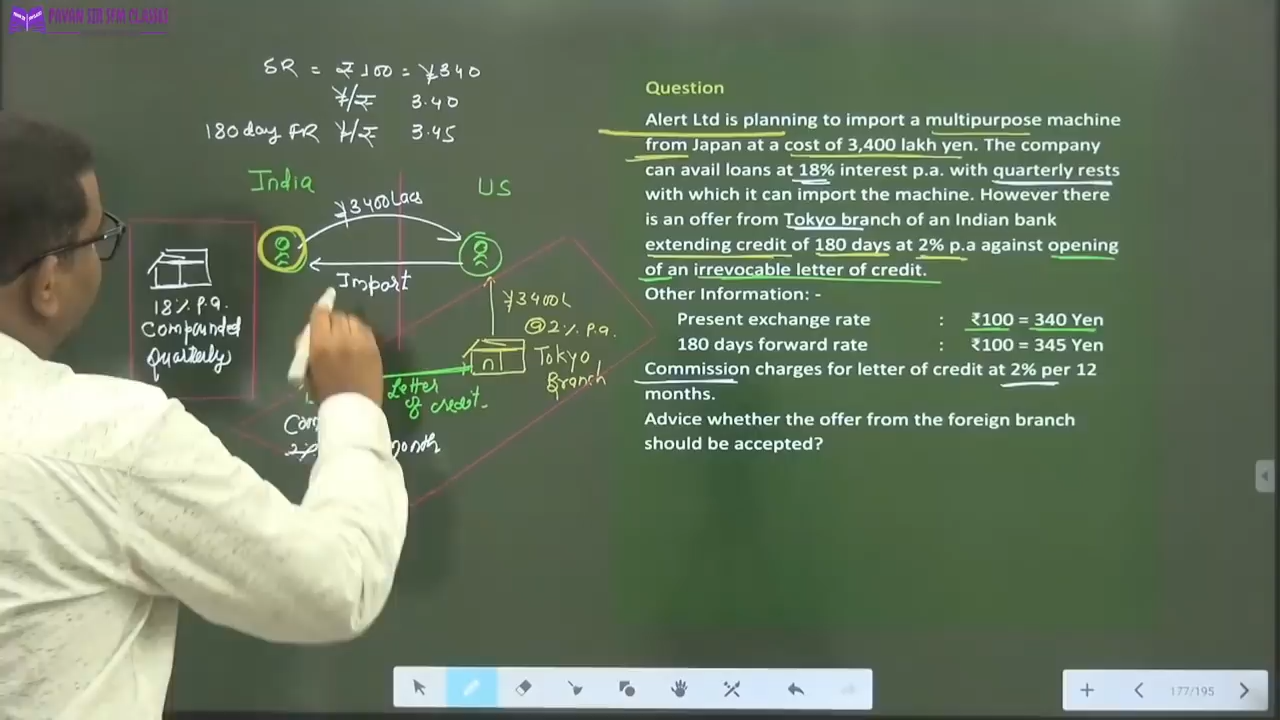 PAVAN SIR SFM CLASSES
SR = ₹100 = ¥340
¥/₹ 3.40
180 day FR ¥/₹ 3.45
India
US
¥3400 Lacs
Import
18% p.a.
Compounded
Quarterly
¥3400L
@2% p.a.
Tokyo
Branch
Letter
of credit.
Question
Alert Ltd is planning to import a multipurpose machine
from Japan at a cost of 3,400 lakh yen. The company
can avail loans at 18% interest p.a. with quarterly rests
with which it can import the machine. However there
is an offer from Tokyo branch of an Indian bank
extending credit of 180 days at 2% p.a against opening
of an irrevocable letter of credit.
Other Information: -
Present exchange rate : ₹100 = 340 Yen
180 days forward rate : ₹100 = 345 Yen
Commission charges for letter of credit at 2% per 12
months.
Advice whether the offer from the foreign branch
should be accepted?
177/195